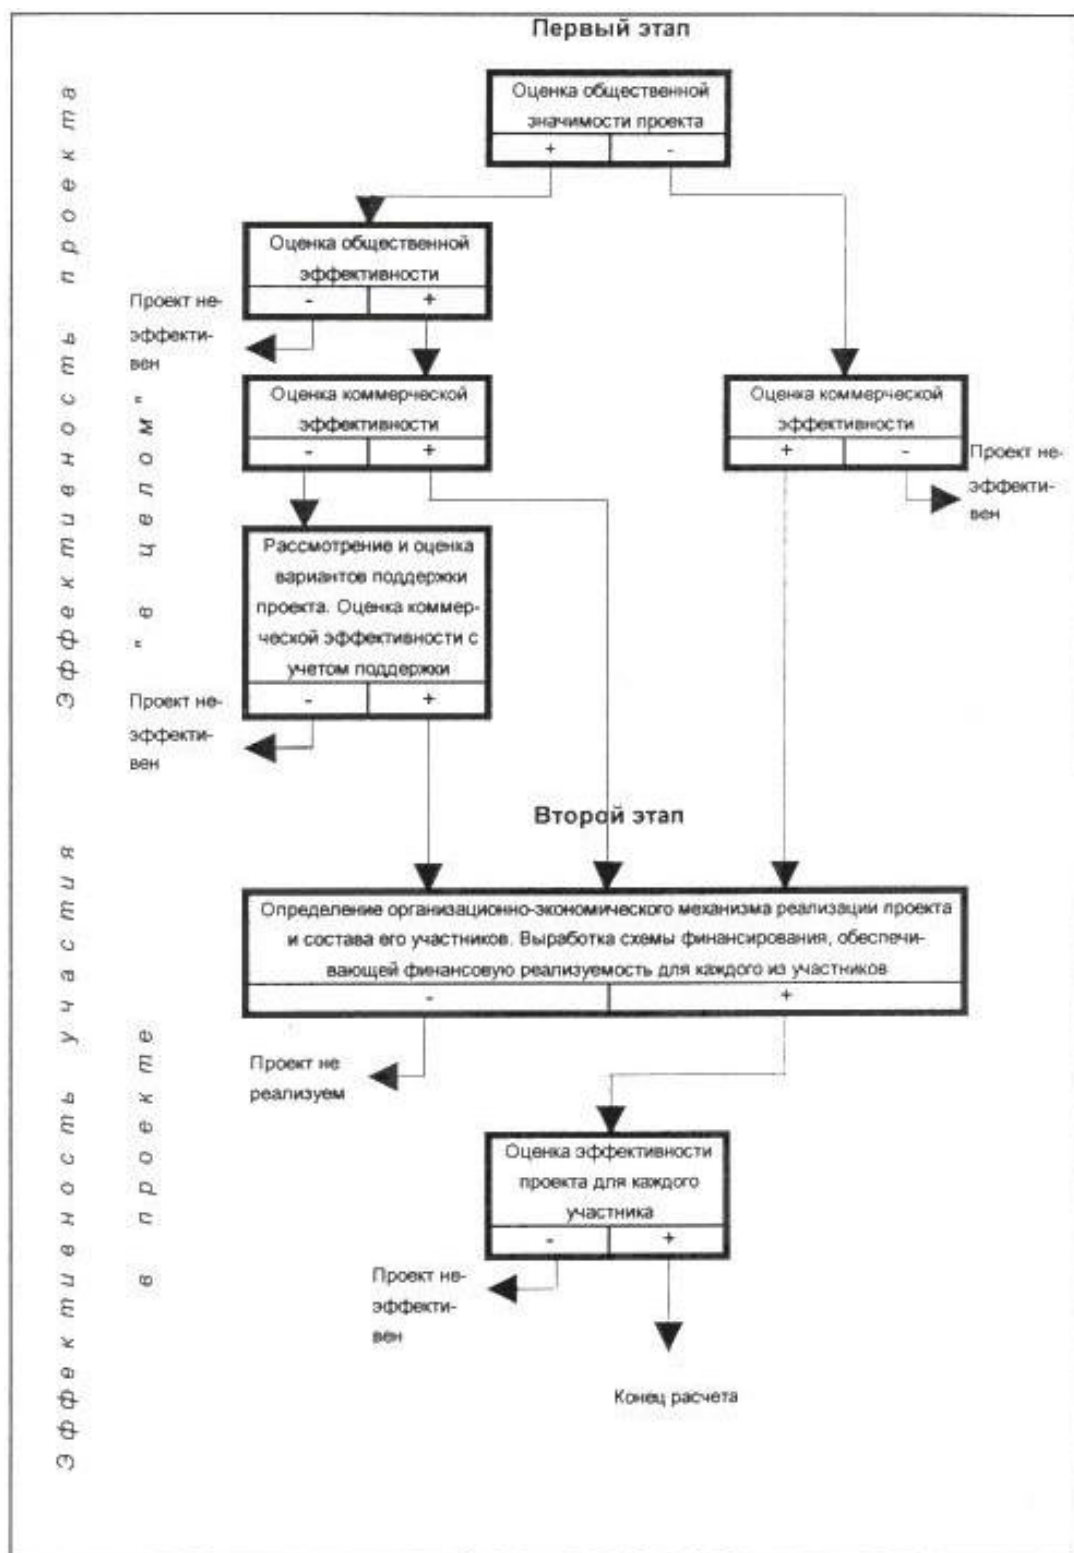 Первый этап
Оценка общественной
значимости проекта
+ -
Оценка общественной
эффективности
- +
Проект не-
эффекти-
вен
Оценка коммерческой
эффективности
- +
Оценка коммерческой
эффективности
+ -
Проект не-
эффекти-
вен
Рассмотрение и оценка
вариантов поддержки
проекта. Оценка коммер-
ческой эффективности с
учетом поддержки
- +
Проект не-
эффекти-
вен
Эффективность проекта
"в целом"
Второй этап
Определение организационно-экономического механизма реализации проекта
и состава его участников. Выработка схемы финансирования, обеспечи-
вающей финансовую реализуемость для каждого из участников
- +
Проект не
реализуем
Оценка эффективности
проекта для каждого
участника
- +
Проект не-
эффекти-
вен
Конец расчета
Эффективность участия
в проекте